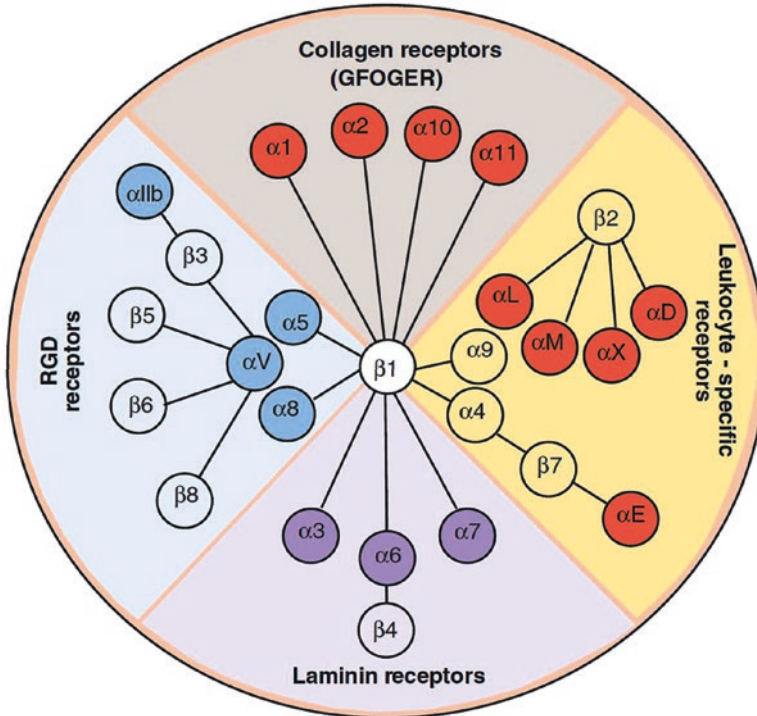 Collagen receptors
(GFOGER)
α1
α2
α10
α11
αIIb
β3
β5
αV
β6
β8
α5
α8
RGD
receptors
β1
β2
αL
αM
αX
αD
α9
α4
β7
αE
Leukocyte - specific
receptors
α3
α6
α7
β4
Laminin receptors